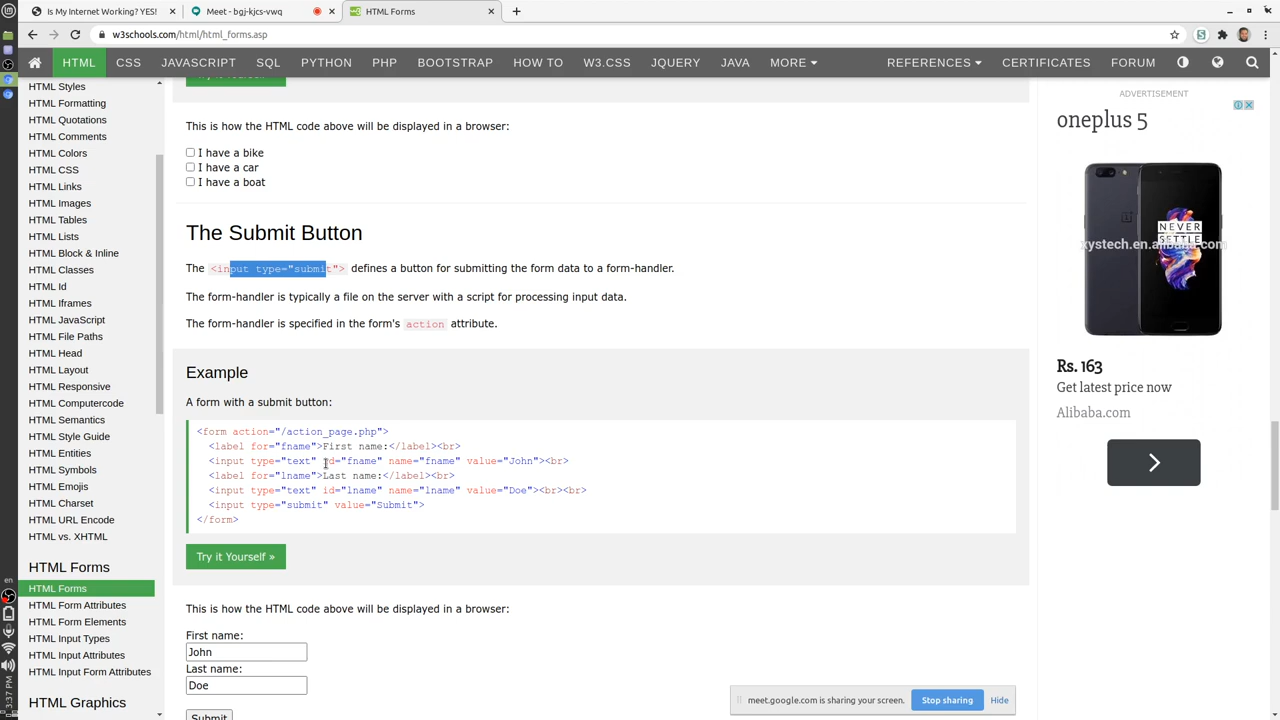 Is My Internet Working? YES!
Meet - bgj-kjcs-vwq
HTML Forms
w3schools.com/html/html_forms.asp
HTML
CSS
JAVASCRIPT
SQL
PYTHON
PHP
BOOTSTRAP
HOW TO
W3.CSS
JQUERY
JAVA
MORE
REFERENCES
CERTIFICATES
FORUM
HTML Styles
HTML Formatting
HTML Quotations
HTML Comments
HTML Colors
HTML CSS
HTML Links
HTML Images
HTML Tables
HTML Lists
HTML Block & Inline
HTML Classes
HTML Id
HTML Iframes
HTML JavaScript
HTML File Paths
HTML Head
HTML Layout
HTML Responsive
HTML Computercode
HTML Semantics
HTML Style Guide
HTML Entities
HTML Symbols
HTML Emojis
HTML Charset
HTML URL Encode
HTML vs. XHTML
HTML Forms
HTML Forms
HTML Form Attributes
HTML Form Elements
HTML Input Types
HTML Input Attributes
HTML Input Form Attributes
HTML Graphics
This is how the HTML code above will be displayed in a browser:
I have a bike
I have a car
I have a boat
The Submit Button
The <input type="submit"> defines a button for submitting the form data to a form-handler.
The form-handler is typically a file on the server with a script for processing input data.
The form-handler is specified in the form's action attribute.
Example
A form with a submit button:
<form action="/action_page.php">
<label for="fname">First name:</label><br>
<input type="text" id="fname" name="fname" value="John"><br>
<label for="lname">Last name:</label><br>
<input type="text" id="lname" name="lname" value="Doe"><br><br>
<input type="submit" value="Submit">
</form>
Try it Yourself »
This is how the HTML code above will be displayed in a browser:
First name:
John
Last name:
Doe
Submit
ADVERTISEMENT
oneplus 5
NEVER
SETTLE
xystech.en.alibaba.com
Rs. 163
Get latest price now
Alibaba.com
meet.google.com is sharing your screen.
Stop sharing
Hide
en
3:37 PM